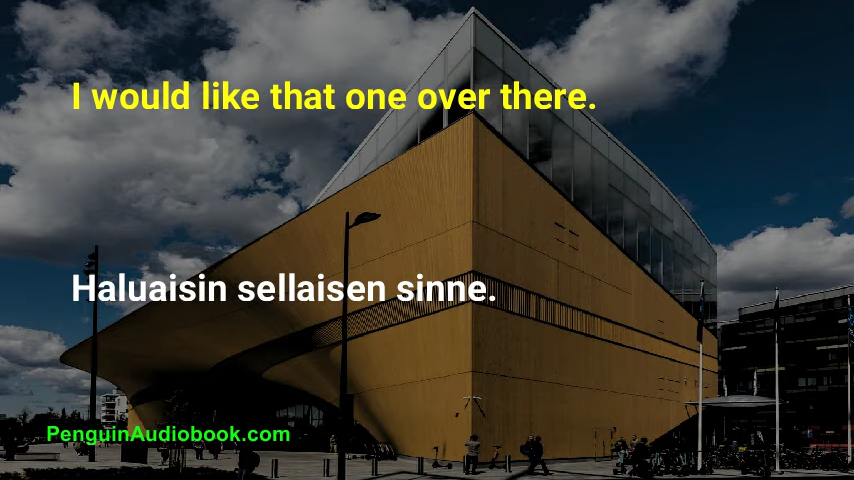 I would like that one over there.
Haluaisin sellaisen sinne.
PenguinAudiobook.com